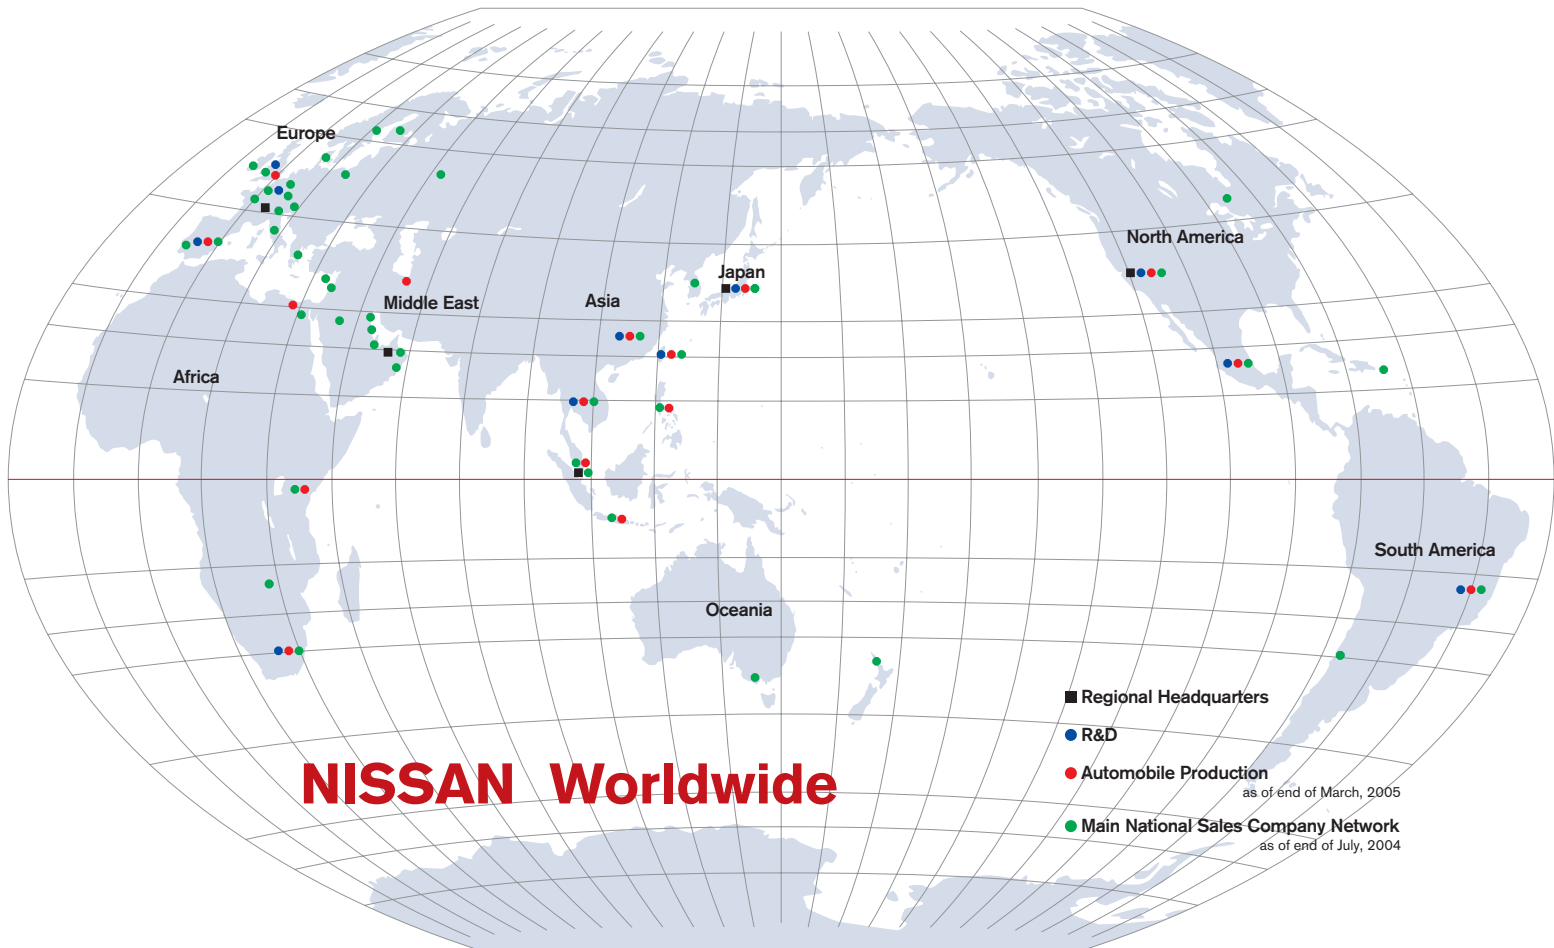 Europe
North America
Japan
Asia
Middle East
Africa
South America
Oceania
Regional Headquarters
R&D
NISSAN Worldwide
Automobile Production
as of end of March, 2005
Main National Sales Company Network
as of end of July, 2004